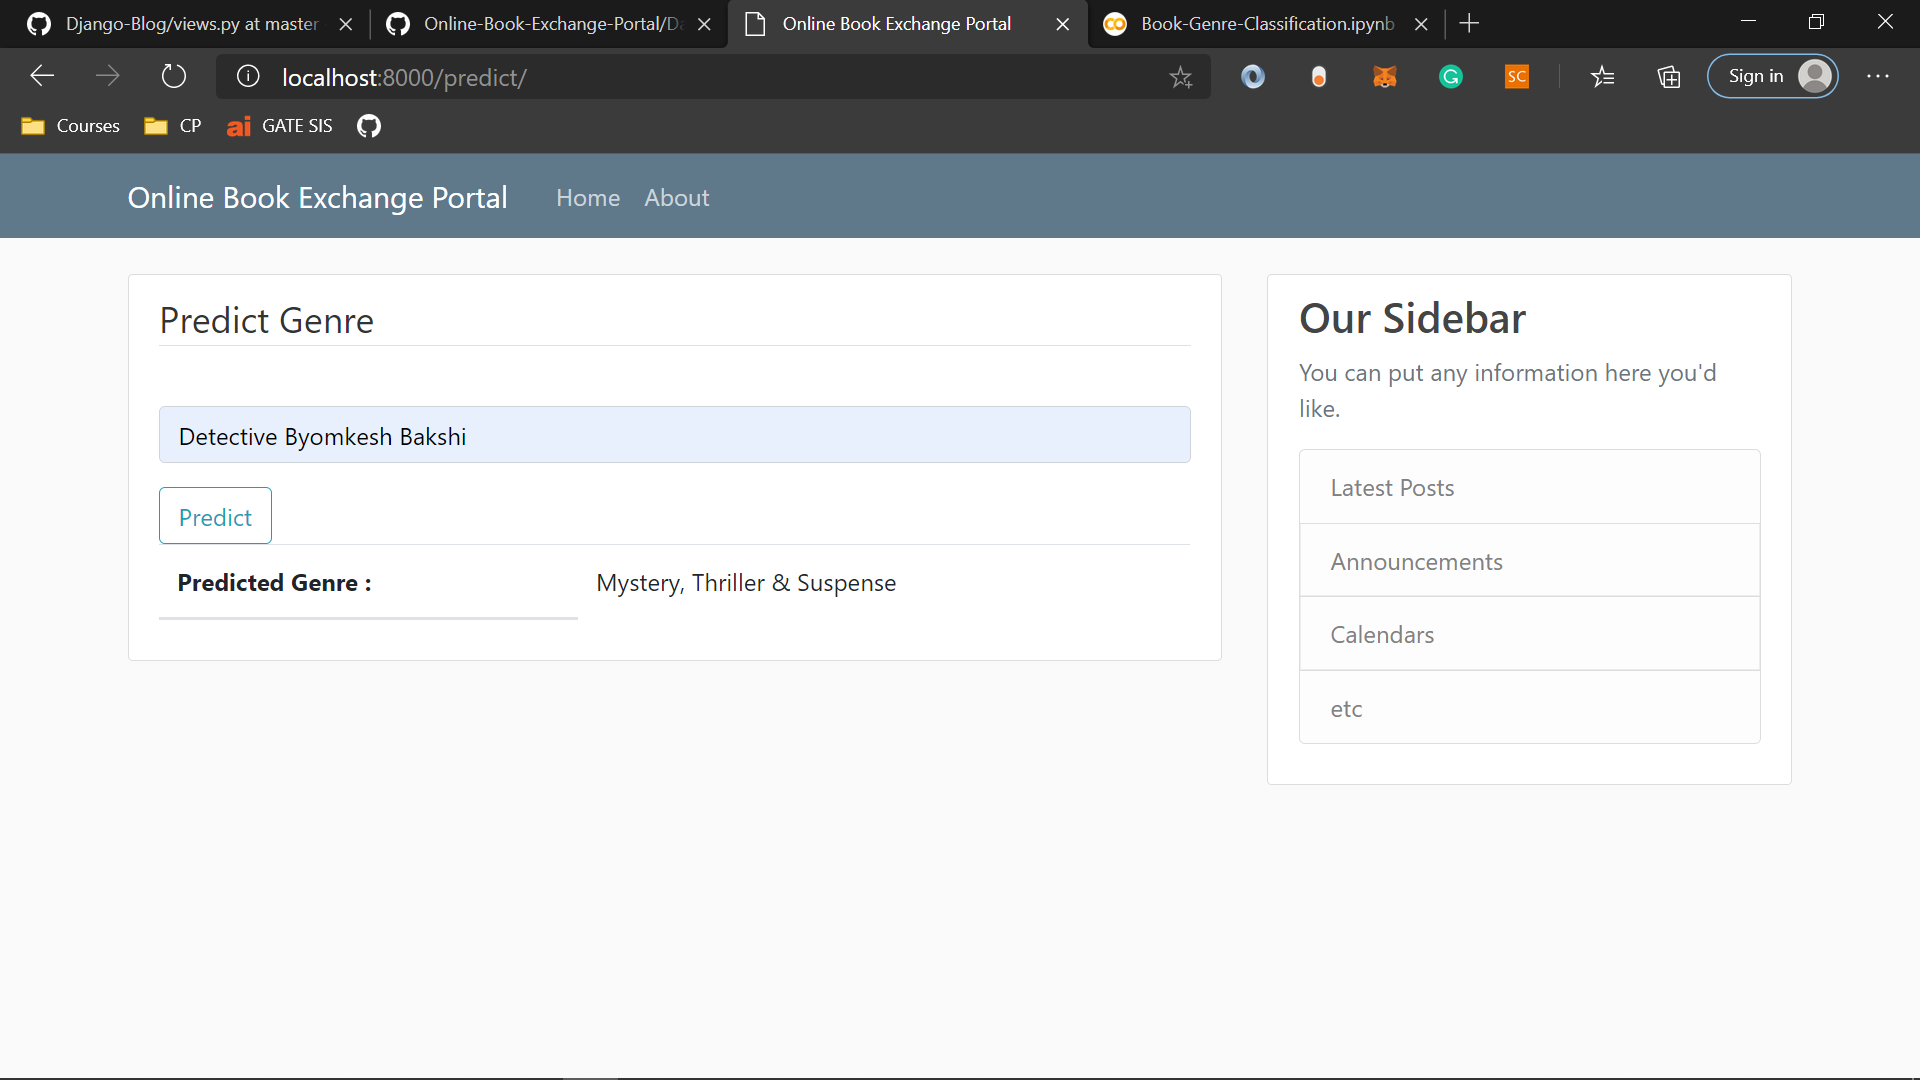 Django-Blog/views.py at master
Online-Book-Exchange-Portal/Da
Online Book Exchange Portal
Book-Genre-Classification.ipynb
localhost:8000/predict/
SC
Sign in
Courses
CP
ai GATE SIS
Online Book Exchange Portal
Home
About
Predict Genre
Detective Byomkesh Bakshi
Predict
Predicted Genre :
Mystery, Thriller & Suspense
Our Sidebar
You can put any information here you'd
like.
Latest Posts
Announcements
Calendars
etc